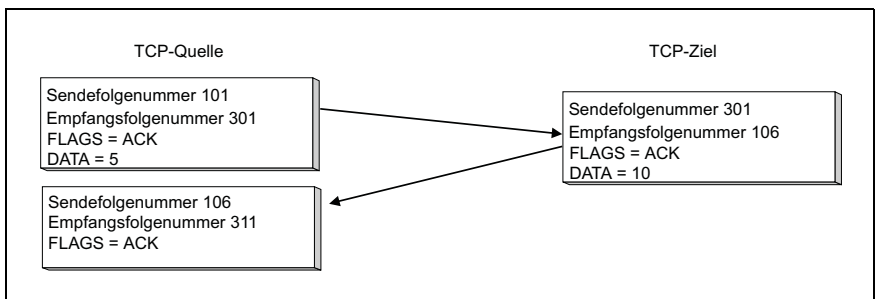 TCP-Quelle
TCP-Ziel
Sendefolgenummer 101
Empfangsfolgenummer 301
FLAGS = ACK
DATA = 5
Sendefolgenummer 301
Empfangsfolgenummer 106
FLAGS = ACK
DATA = 10
Sendefolgenummer 106
Empfangsfolgenummer 311
FLAGS = ACK